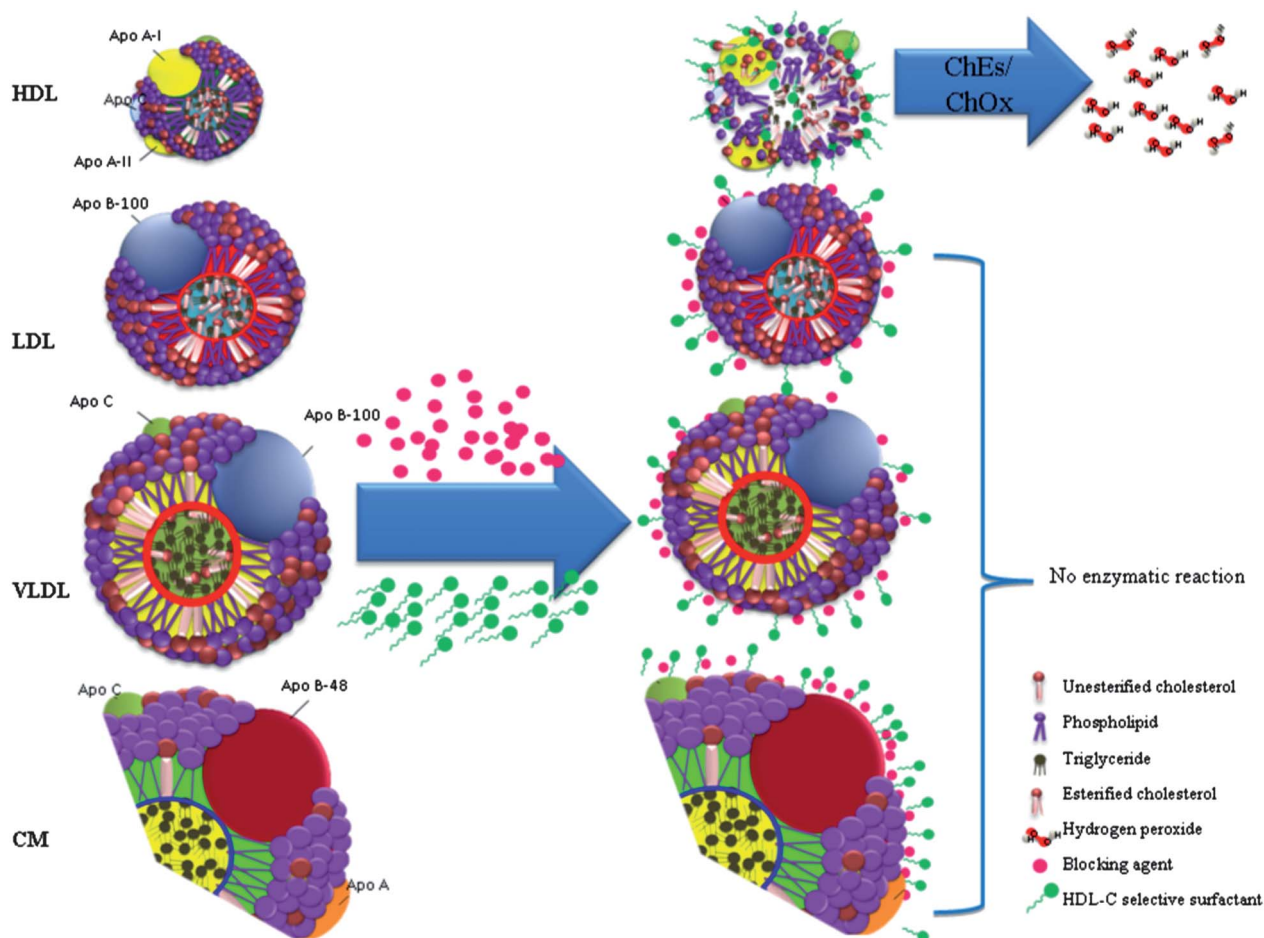 Apo A-I
HDL
Apo C
Apo A-II
ChEs/
ChOx
Apo B-100
LDL
Apo C
Apo B-100
VLDL
No enzymatic reaction
Apo C
Apo B-48
CM
Apo A
Unesterified cholesterol
Phospholipid
Triglyceride
Esterified cholesterol
Hydrogen peroxide
Blocking agent
HDL-C selective surfactant